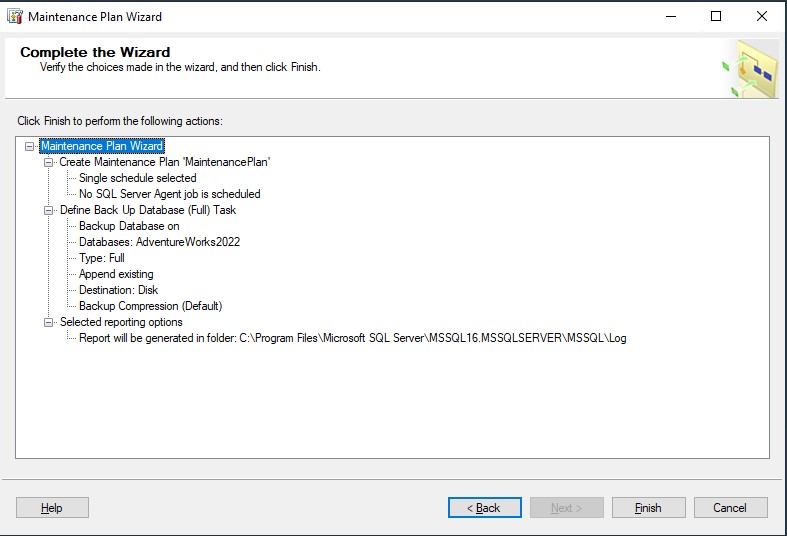 Maintenance Plan Wizard
Complete the Wizard
Verify the choices made in the wizard, and then click Finish.
Click Finish to perform the following actions:
Maintenance Plan Wizard
Create Maintenance Plan 'MaintenancePlan'
Single schedule selected
No SQL Server Agent job is scheduled
Define Back Up Database (Full) Task
Backup Database on
Databases: AdventureWorks2022
Type: Full
Append existing
Destination: Disk
Backup Compression (Default)
Selected reporting options
Report will be generated in folder: C:\Program Files\Microsoft SQL Server\MSSQL16.MSSQLSERVER\MSSQL\Log
Help < Back Next > Finish Cancel